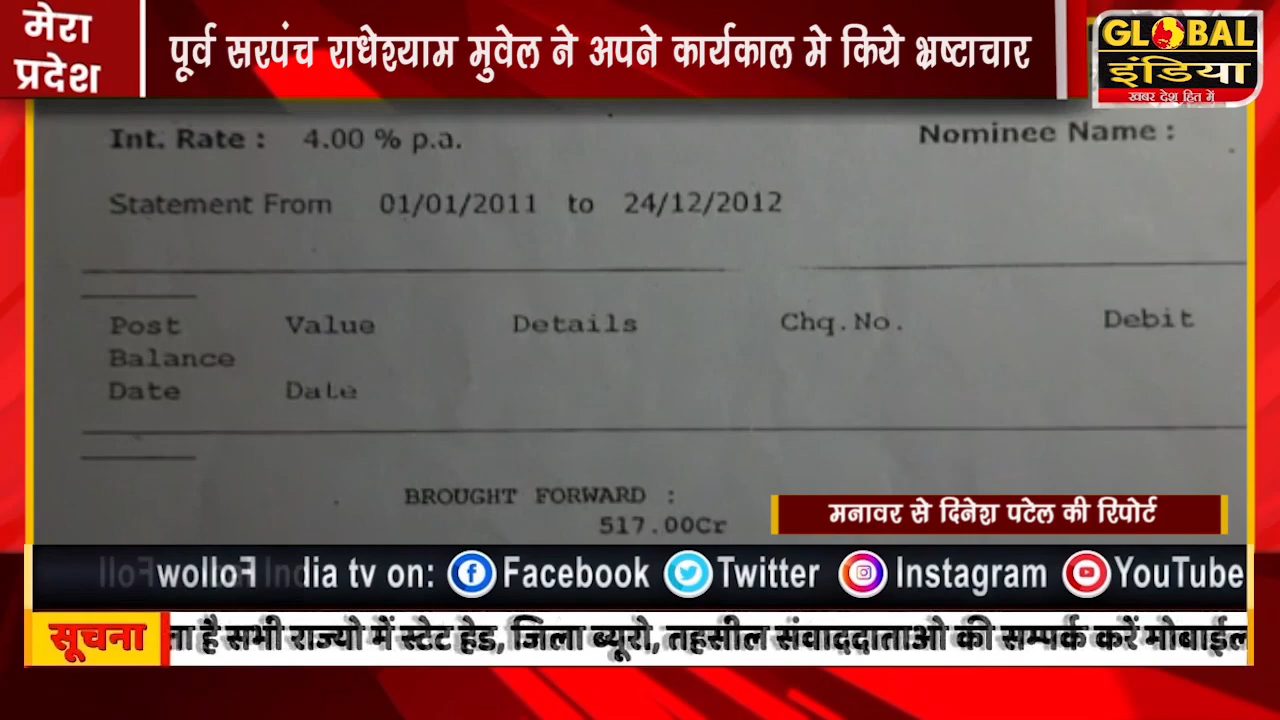 मेरा
प्रदेश
पूर्व सरपंच राधेश्याम मुवेल ने अपने कार्यकाल मे किये भ्रष्टाचार
GLOBAL
इंडिया
खबर देश हित में
Int. Rate : 4.00 % p.a. Nominee Name :
Statement From 01/01/2011 to 24/12/2012
Post Value Details Chq.No. Debit
Balance
Date Date
BROUGHT FORWARD :
517.00Cr
मनावर से दिनेश पटेल की रिपोर्ट
dia tv on: Facebook Twitter Instagram YouTube
सूचना
ता है सभी राज्यो में स्टेट हेड, जिला ब्यूरो, तहसील संवाददाताओ की सम्पर्क करें मोबाईल